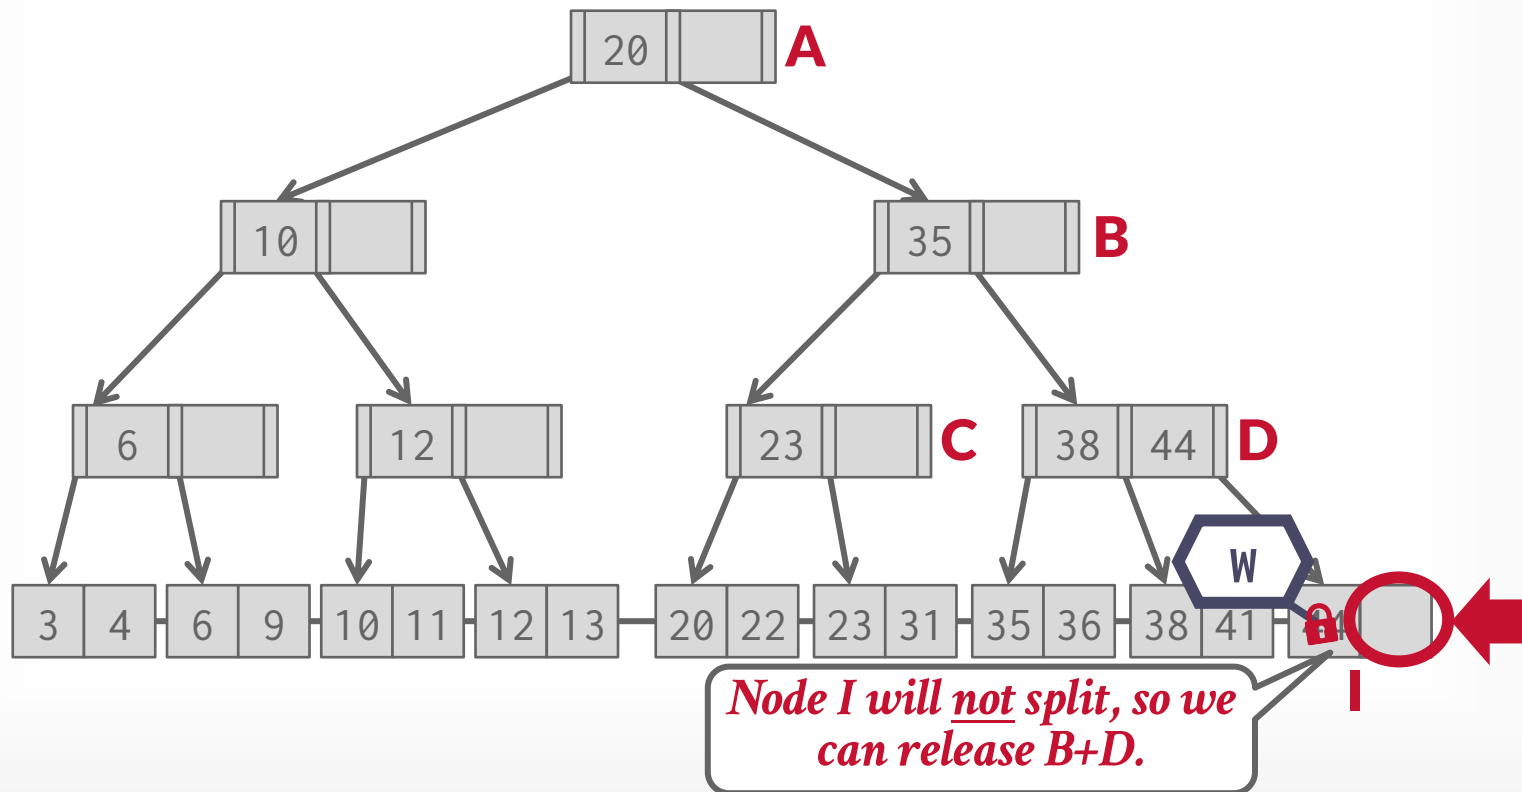 20 A
10 35 B
6 12 23 C 38 44 D
W
3 4 6 9 10 11 12 13 20 22 23 31 35 36 38 41 44
Node I will not split, so we
can release B+D.
I